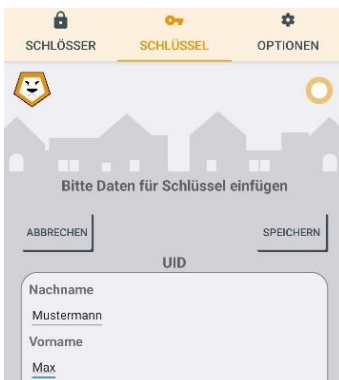 SCHLÖSSER SCHLÜSSEL OPTIONEN
Bitte Daten für Schlüssel einfügen
ABBRECHEN SPEICHERN
UID
Nachname
Mustermann
Vorname
Max